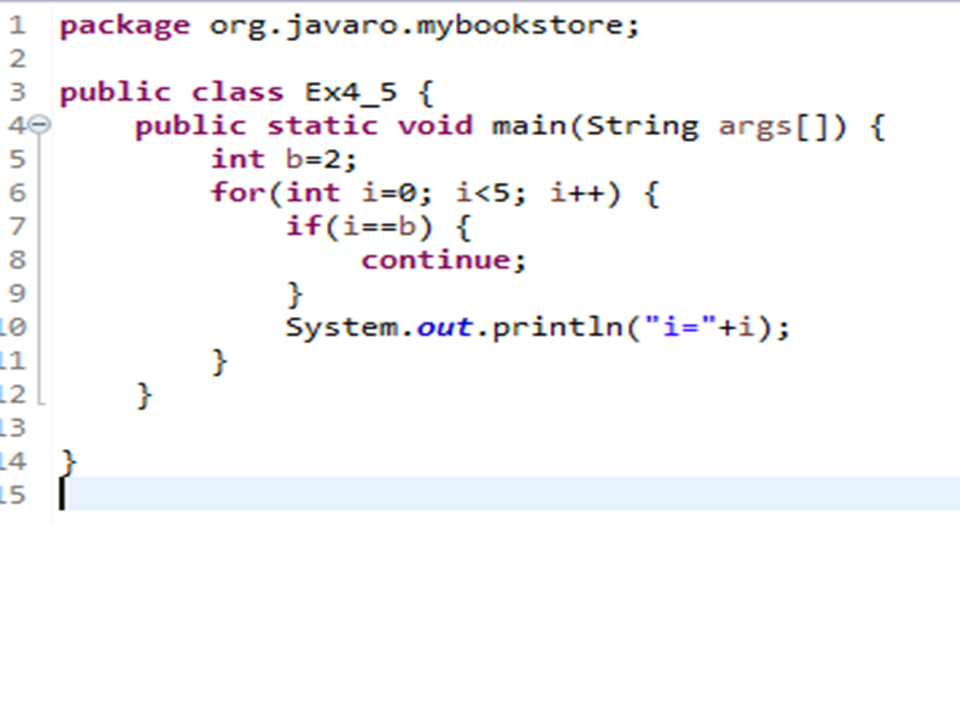 1 package org.javaro.mybookstore;
2
3 public class Ex4_5 {
4     public static void main(String args[]) {
5         int b=2;
6         for(int i=0; i<5; i++) {
7             if(i==b) {
8                 continue;
9             }
10             System.out.println("i="+i);
11         }
12     }
13
14 }
15